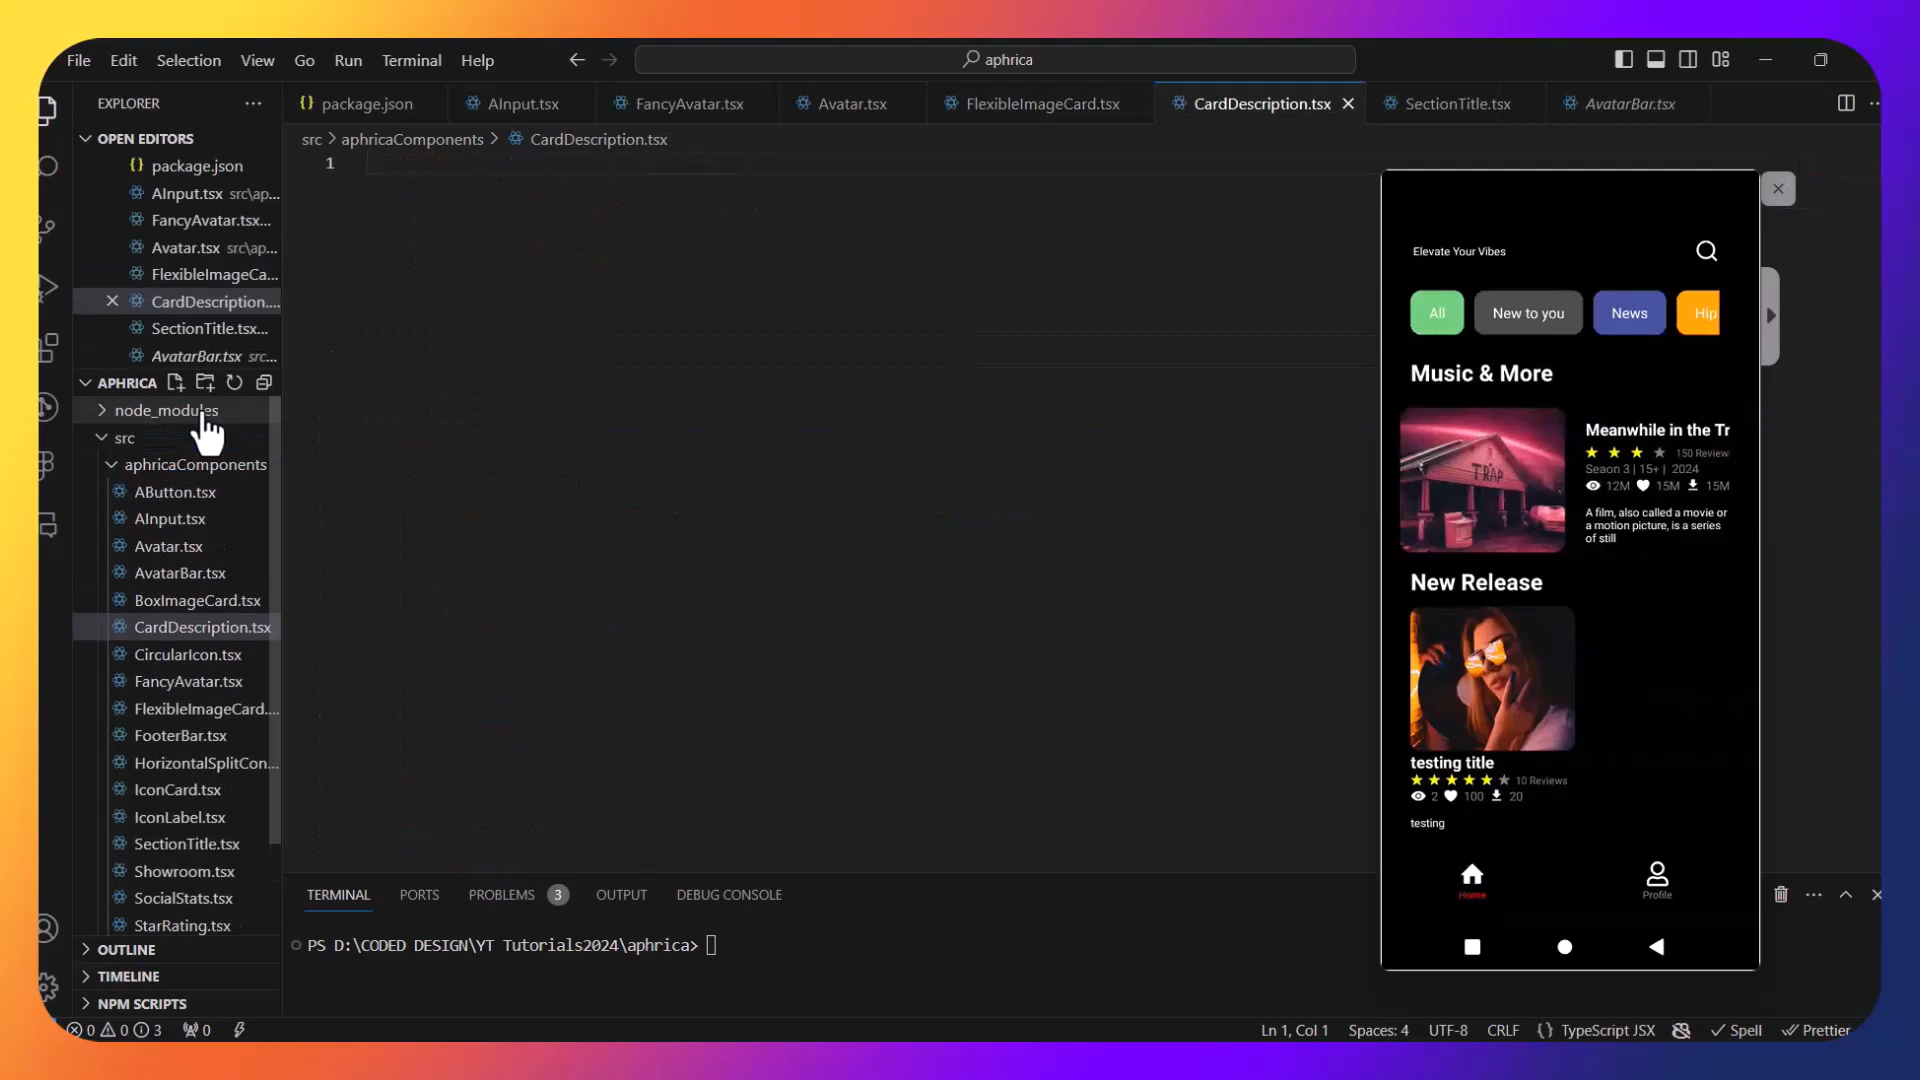 File Edit Selection View Go Run Terminal Help
aphrica
EXPLORER
package.json
AInput.tsx
FancyAvatar.tsx
Avatar.tsx
FlexibleImageCard.tsx
CardDescription.tsx
SectionTitle.tsx
AvatarBar.tsx
src > aphricaComponents > CardDescription.tsx
1
OPEN EDITORS
package.json
AInput.tsx src\ap...
FancyAvatar.tsx...
Avatar.tsx src\ap...
FlexibleImageCa...
CardDescription....
SectionTitle.tsx...
AvatarBar.tsx src...
APHRICA
node_modules
src
aphricaComponents
AButton.tsx
AInput.tsx
Avatar.tsx
AvatarBar.tsx
BoxImageCard.tsx
CardDescription.tsx
CircularIcon.tsx
FancyAvatar.tsx
FlexibleImageCard....
FooterBar.tsx
HorizontalSplitCon...
IconCard.tsx
IconLabel.tsx
SectionTitle.tsx
Showroom.tsx
SocialStats.tsx
StarRating.tsx
OUTLINE
TIMELINE
NPM SCRIPTS
Elevate Your Vibes
All New to you News Hip
Music & More
TRAP
Meanwhile in the Tr
150 Review
Seaon 3 | 15+ | 2024
12M 15M 15M
A film, also called a movie or
a motion picture, is a series
of still
New Release
testing title
10 Reviews
2 100 20
testing
Home Profile
TERMINAL PORTS PROBLEMS 3 OUTPUT DEBUG CONSOLE
PS D:\CODED DESIGN\YT Tutorials2024\aphrica>
0 0 3 0 Ln 1, Col 1 Spaces: 4 UTF-8 CRLF {} TypeScript JSX Spell Prettier